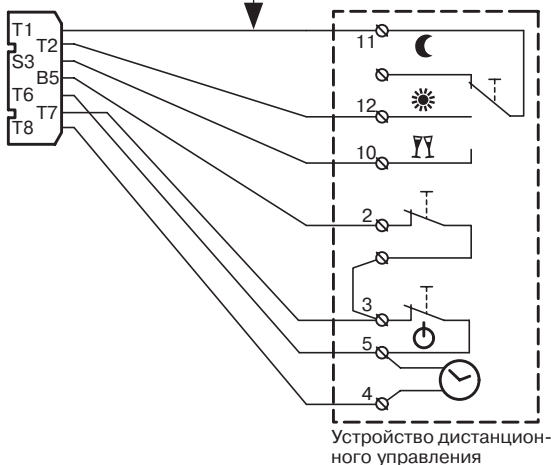 T1
T2
S3
B5
T6
T7
T8
11
12
10
2
3
5
4
Устройство дистанцион-
ного управления